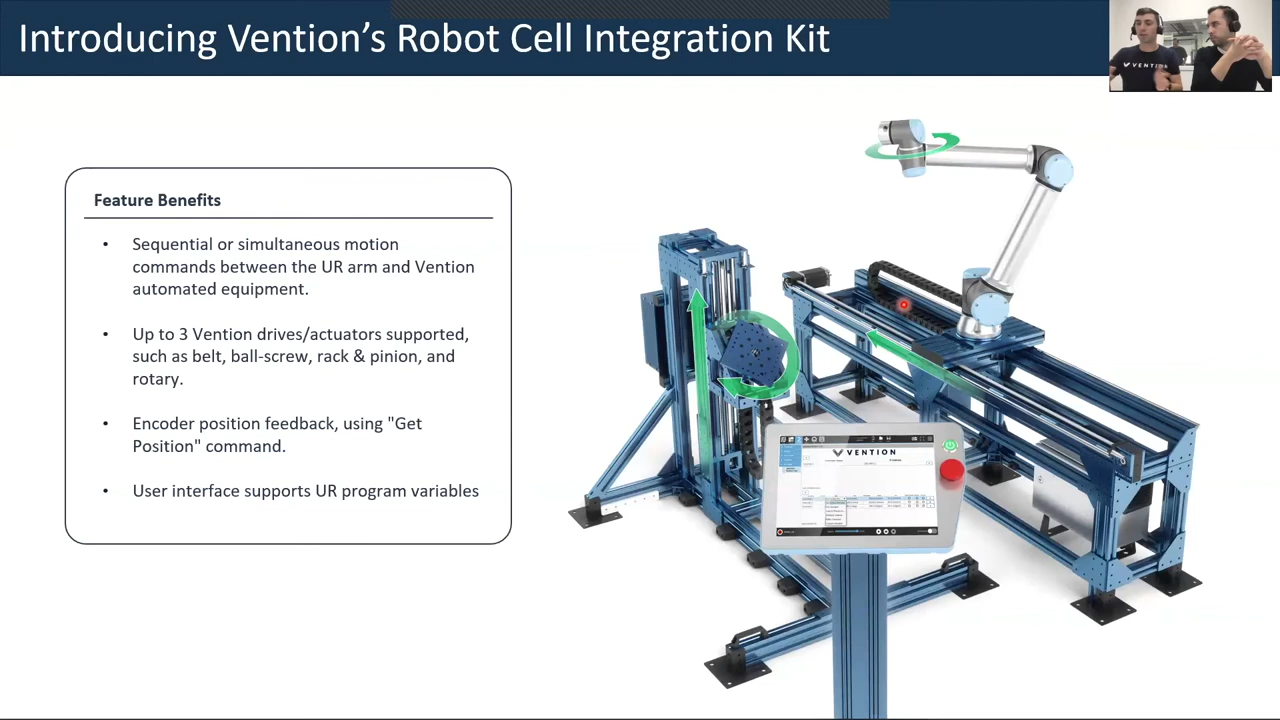 Introducing Vention’s Robot Cell Integration Kit
VENTION
Feature Benefits
• Sequential or simultaneous motion
commands between the UR arm and Vention
automated equipment.
• Up to 3 Vention drives/actuators supported,
such as belt, ball-screw, rack & pinion, and
rotary.
• Encoder position feedback, using "Get
Position" command.
• User interface supports UR program variables
VENTION